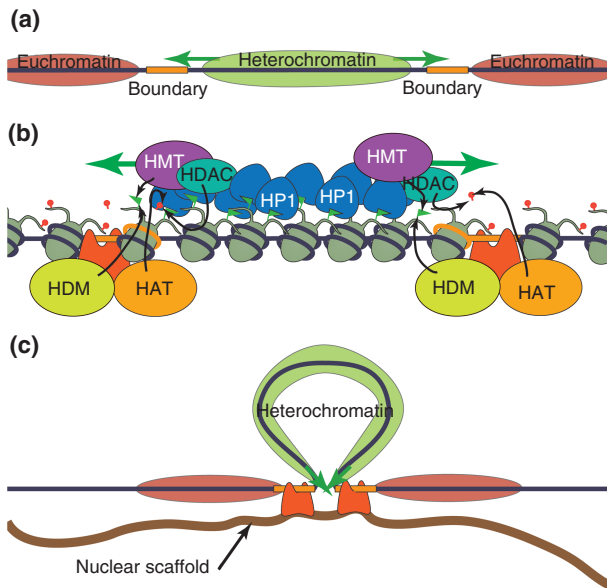 (a)
Euchromatin
Heterochromatin
Euchromatin
Boundary
Boundary
(b)
HMT
HDAC
HP1
HP1
HMT
HDAC
HDM
HAT
HDM
HAT
(c)
Heterochromatin
Nuclear scaffold